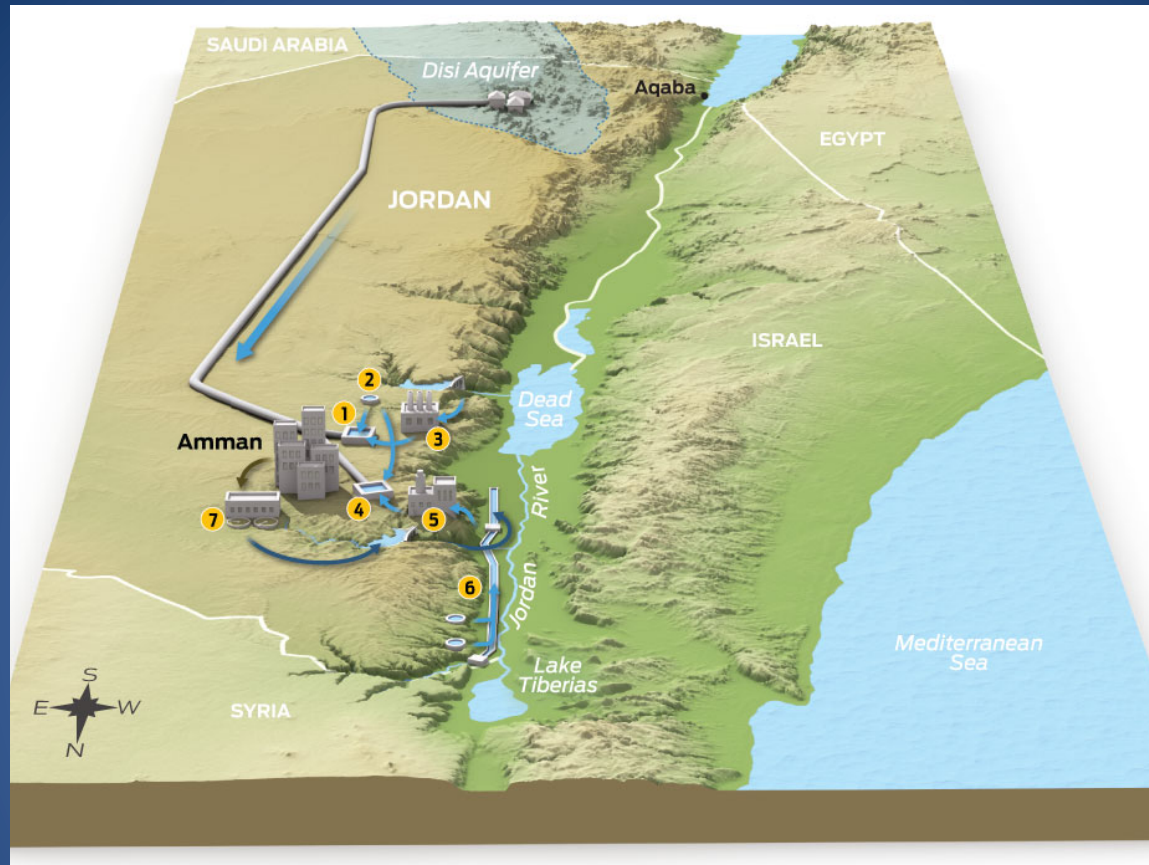 SAUDI ARABIA
Disi Aquifer
Aqaba
EGYPT
JORDAN
ISRAEL
2
1
Dead
Sea
3
Amman
4
5
7
River
6
Jordan
Mediterranean
Sea
Lake
Tiberias
S
E
W
N
SYRIA